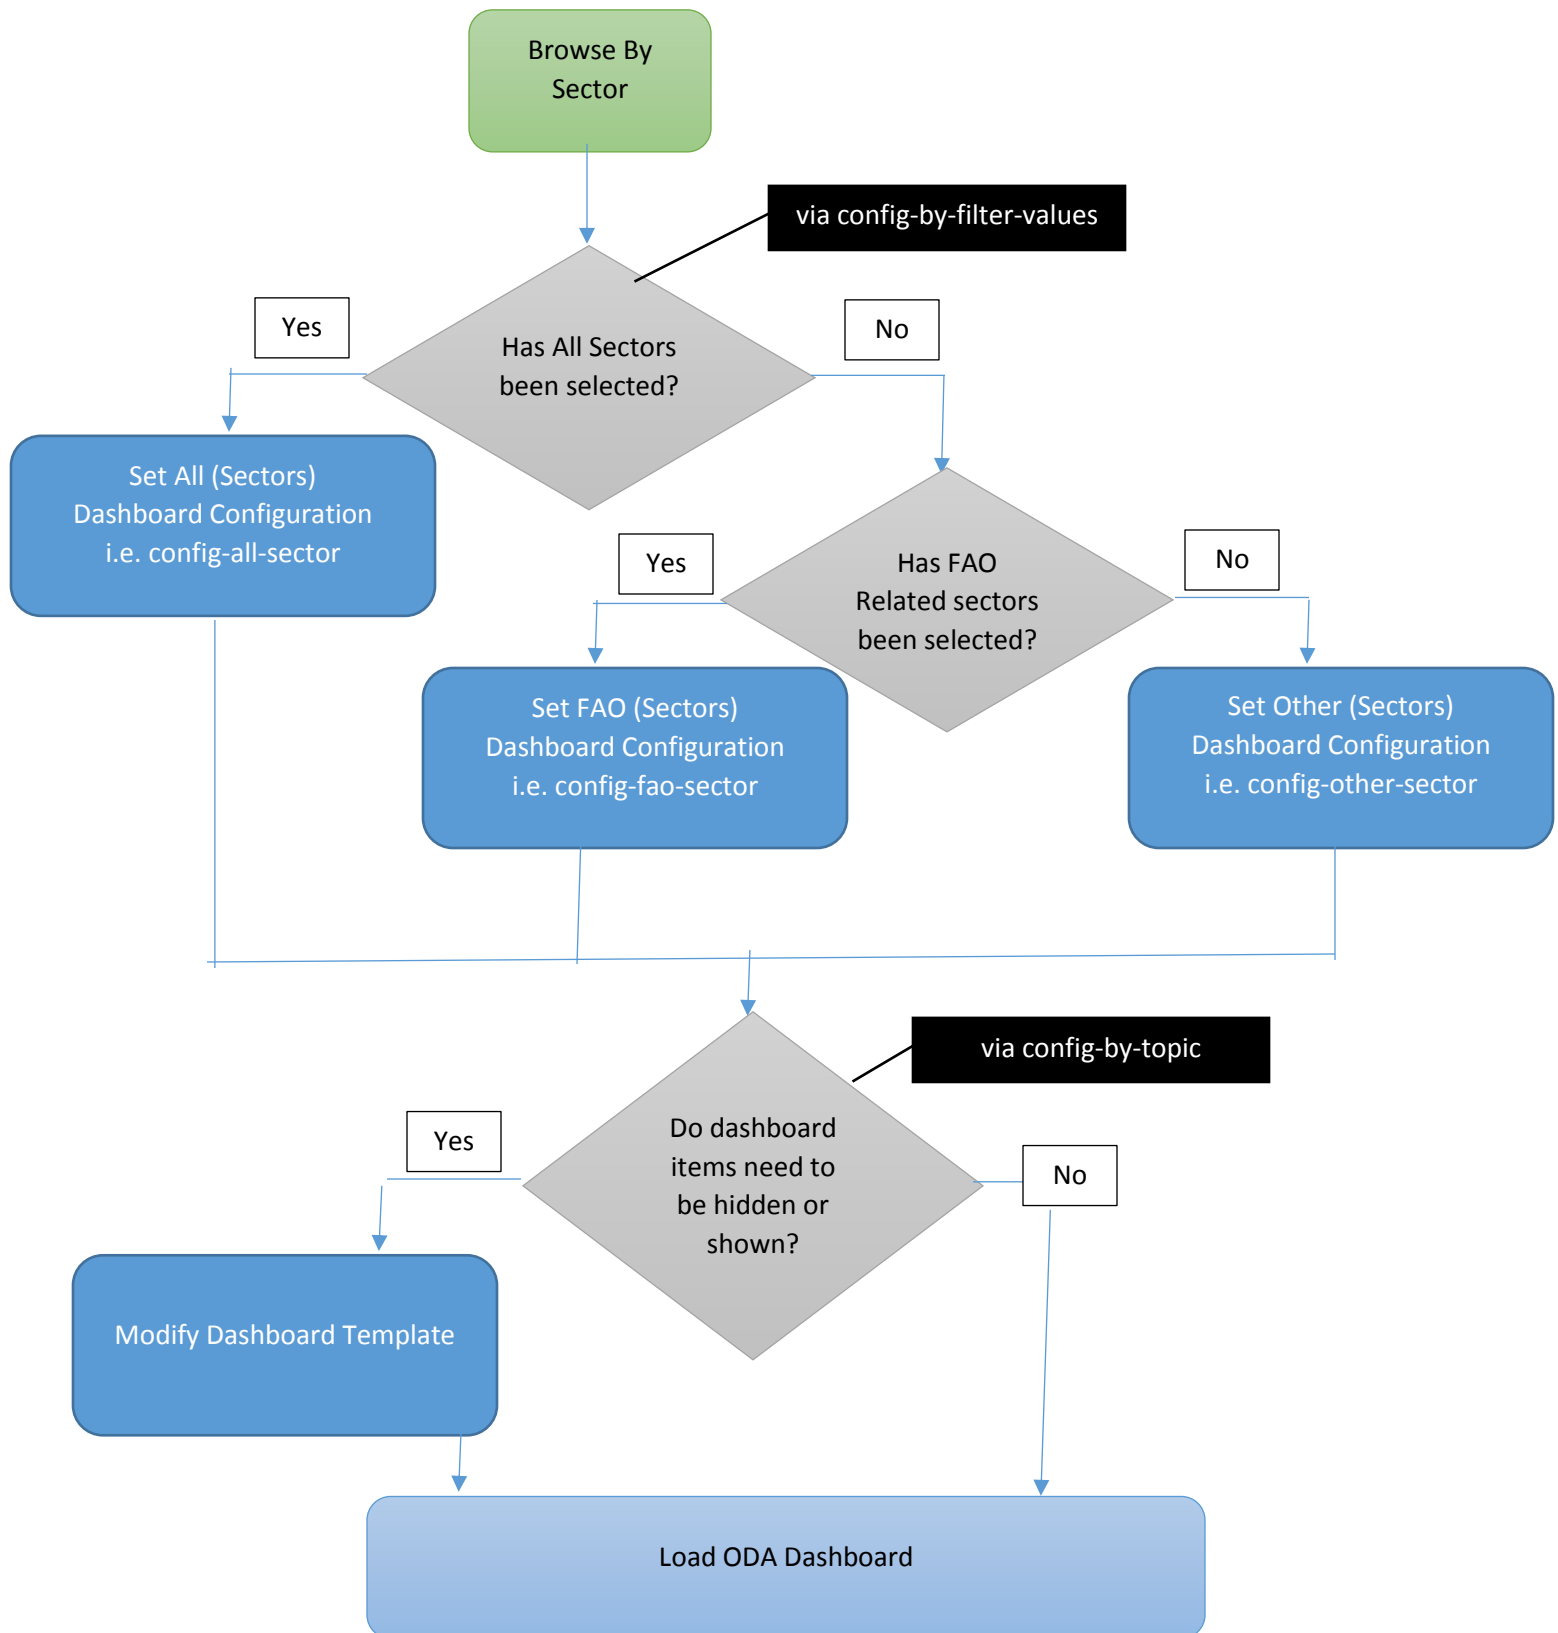 Browse By
Sector
via config-by-filter-values
Yes
No
Has All Sectors
been selected?
Set All (Sectors)
Dashboard Configuration
i.e. config-all-sector
Yes
No
Has FAO
Related sectors
been selected?
Set FAO (Sectors)
Dashboard Configuration
i.e. config-fao-sector
Set Other (Sectors)
Dashboard Configuration
i.e. config-other-sector
via config-by-topic
Yes
Do dashboard
items need to
be hidden or
shown?
No
Modify Dashboard Template
Load ODA Dashboard